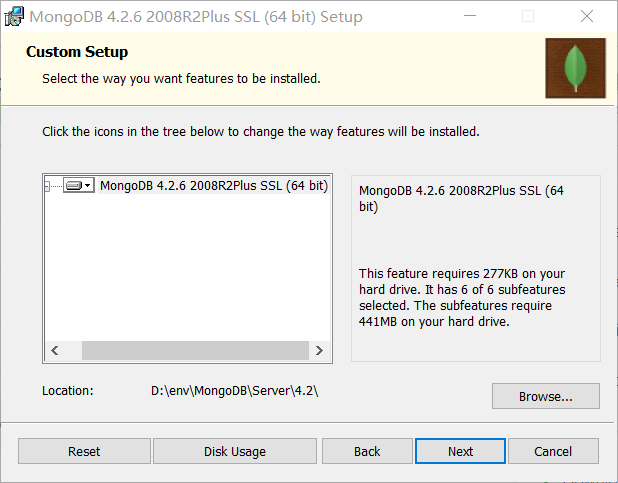 MongoDB 4.2.6 2008R2Plus SSL (64 bit) Setup
Custom Setup
Select the way you want features to be installed.
Click the icons in the tree below to change the way features will be installed.
MongoDB 4.2.6 2008R2Plus SSL (64 bit)
MongoDB 4.2.6 2008R2Plus SSL (64
bit)
This feature requires 277KB on your
hard drive. It has 6 of 6 subfeatures
selected. The subfeatures require
441MB on your hard drive.
Location: D:\env\MongoDB\Server\4.2\
Browse...
Reset Disk Usage Back Next Cancel